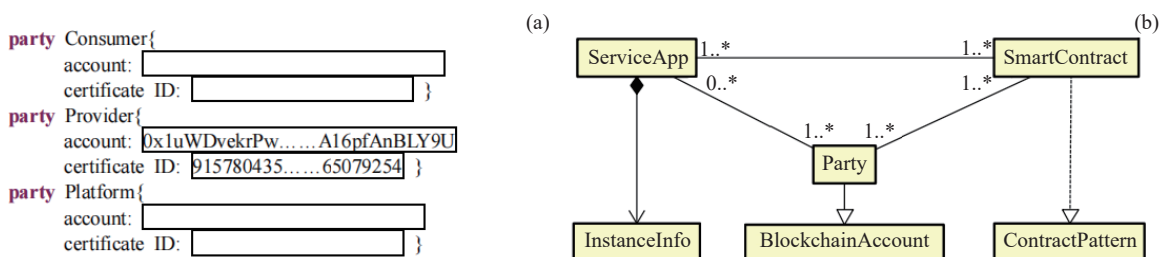 party Consumer{
account:
certificate ID: }
party Provider{
account: 0x1uWDvekrPw……A16pfAnBLY9U
certificate ID: 915780435……65079254 }
party Platform{
account:
certificate ID: }
(a)
(b)
ServiceApp 1..* 1..* SmartContract
0..* 1..*
1..* 1..*
Party
InstanceInfo BlockchainAccount ContractPattern